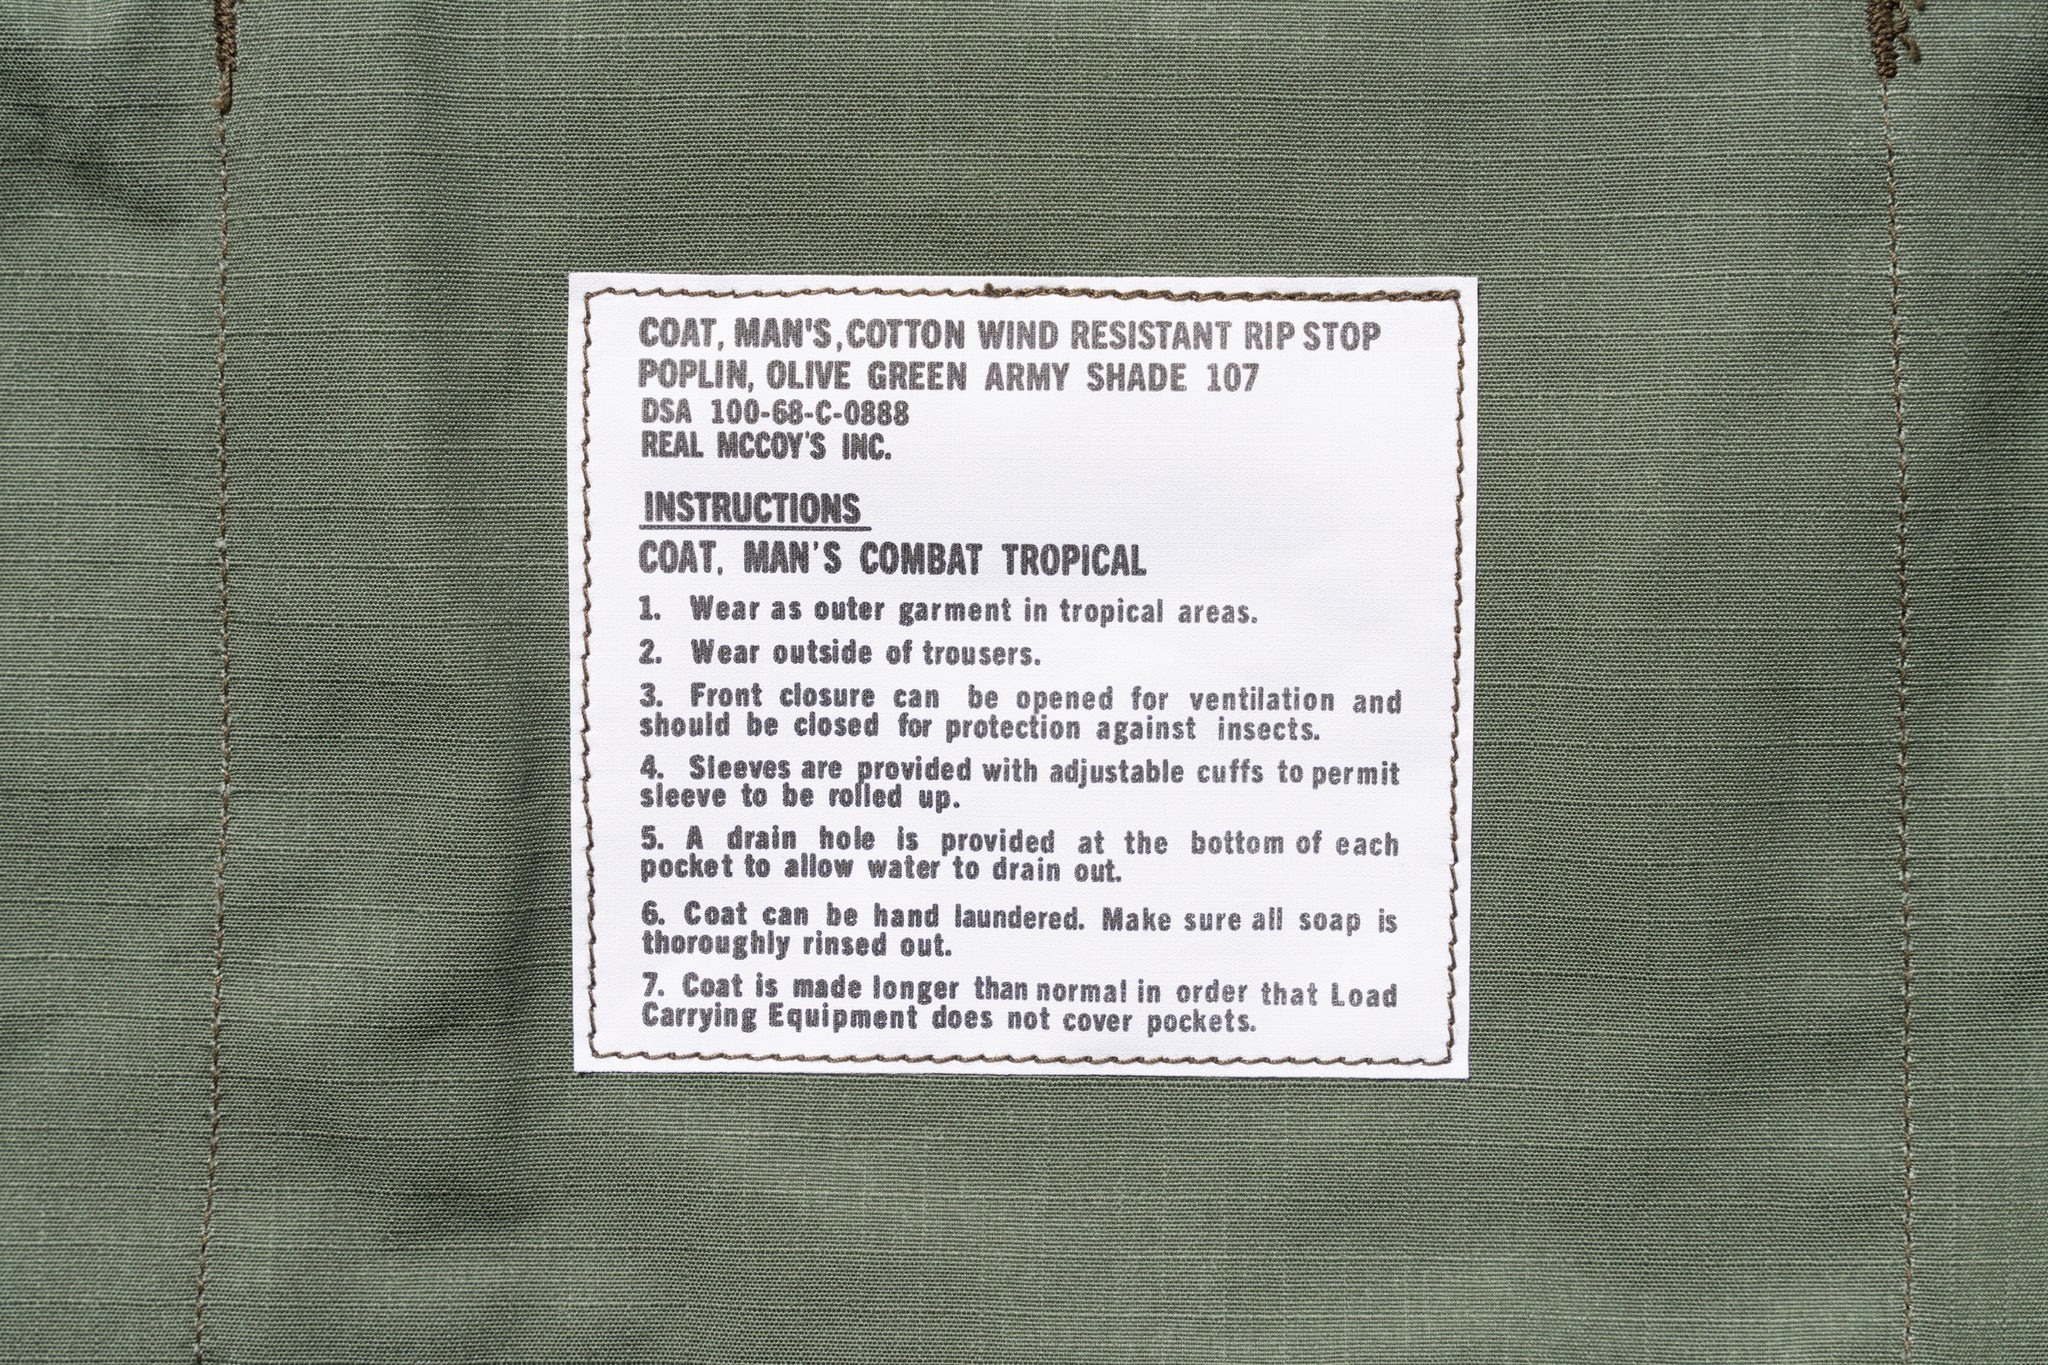 COAT, MAN'S, COTTON WIND RESISTANT RIP STOP
POPLIN, OLIVE GREEN ARMY SHADE 107
DSA 100-68-C-0888
REAL MCCOY'S INC.
INSTRUCTIONS
COAT, MAN'S COMBAT TROPICAL
1. Wear as outer garment in tropical areas.
2. Wear outside of trousers.
3. Front closure can be opened for ventilation and
should be closed for protection against insects.
4. Sleeves are provided with adjustable cuffs to permit
sleeve to be rolled up.
5. A drain hole is provided at the bottom of each
pocket to allow water to drain out.
6. Coat can be hand laundered. Make sure all soap is
thoroughly rinsed out.
7. Coat is made longer than normal in order that Load
Carrying Equipment does not cover pockets.